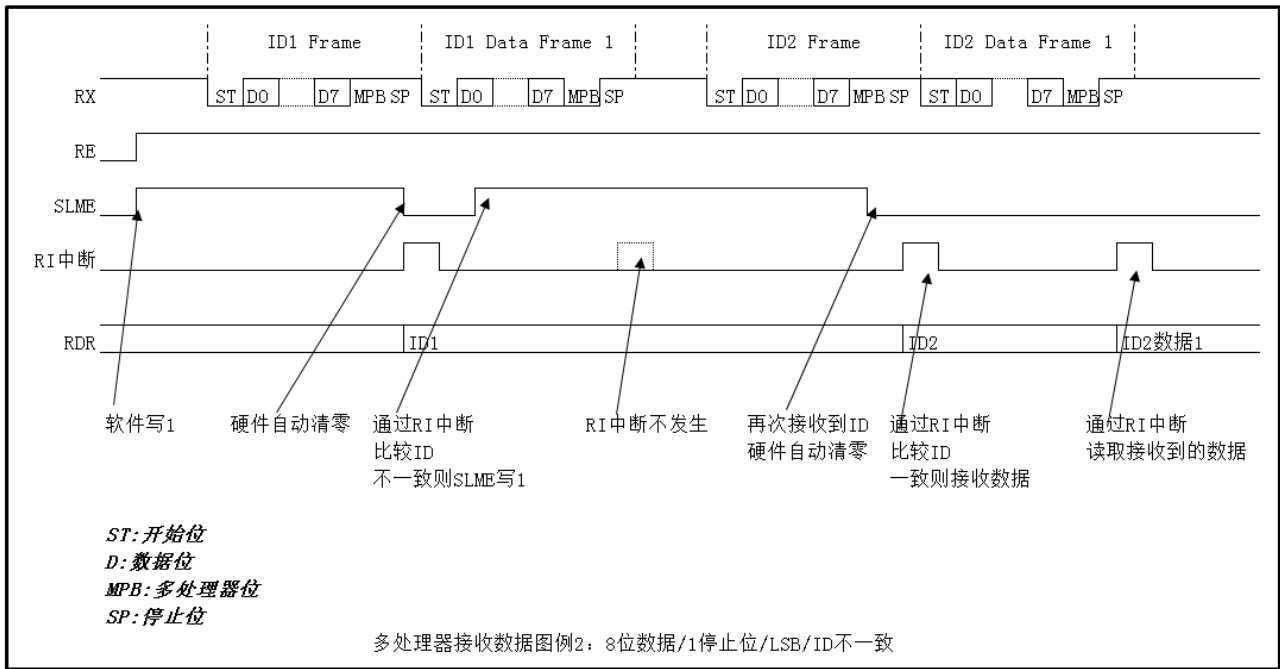 ID1 Frame ID1 Data Frame 1 ID2 Frame ID2 Data Frame 1
RX ST D0 D7 MPB SP ST D0 D7 MPB SP ST D0 D7 MPB SP ST D0 D7 MPB SP
RE
SLME
RI中断
RDR ID1 ID2 ID2数据1
软件写1
硬件自动清零
通过RI中断
比较ID
不一致则SLME写1
RI中断不发生
再次接收到ID
硬件自动清零
通过RI中断
比较ID
一致则接收数据
通过RI中断
读取接收到的数据
ST:开始位
D:数据位
MPB:多处理器位
SP:停止位
多处理器接收数据图例2: 8位数据/1停止位/LSB/ID不一致